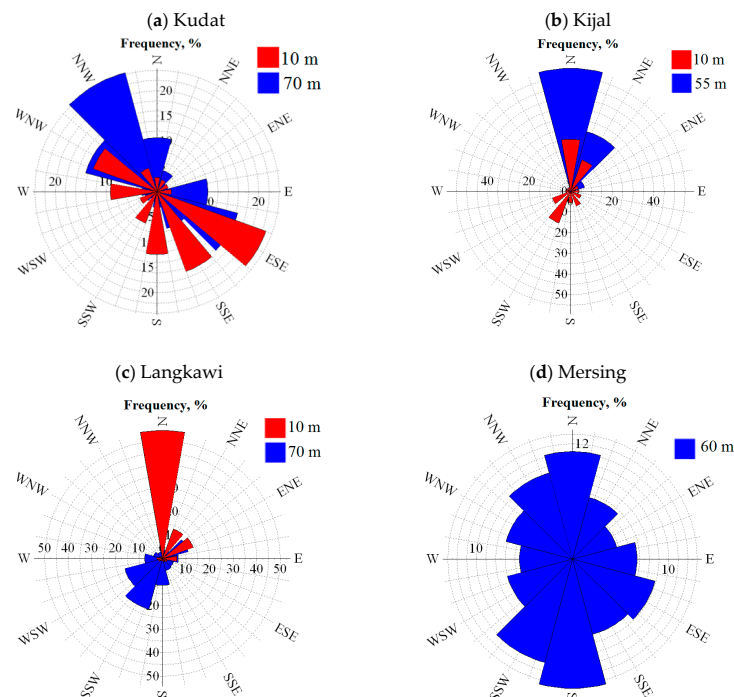 (a) Kudat
Frequency, %
N
NNE
ENE
E
ESE
SSE
S
SSW
WSW
W
WNW
NNW
20
15
20
10
20
15
20
10 m
70 m
(b) Kijal
Frequency, %
N
NNE
ENE
E
ESE
SSE
S
SSW
WSW
W
WNW
NNW
40 20
20 40
10
20
30
40
50
10 m
55 m
(c) Langkawi
Frequency, %
N
NNE
ENE
E
ESE
SSE
S
SSW
WSW
W
WNW
NNW
50 40 30 20 10
10 20 30 40 50
20
30
40
50
10 m
70 m
(d) Mersing
Frequency, %
N
NNE
ENE
E
ESE
SSE
S
SSW
WSW
W
WNW
NNW
12
10
10
60 m